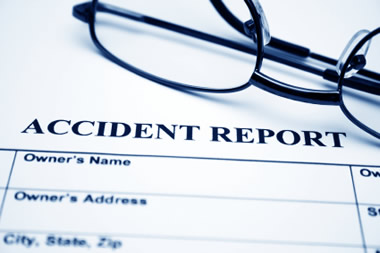 ACCIDENT REPORT
Owner's Name
Owner's Address
City, State, Zip